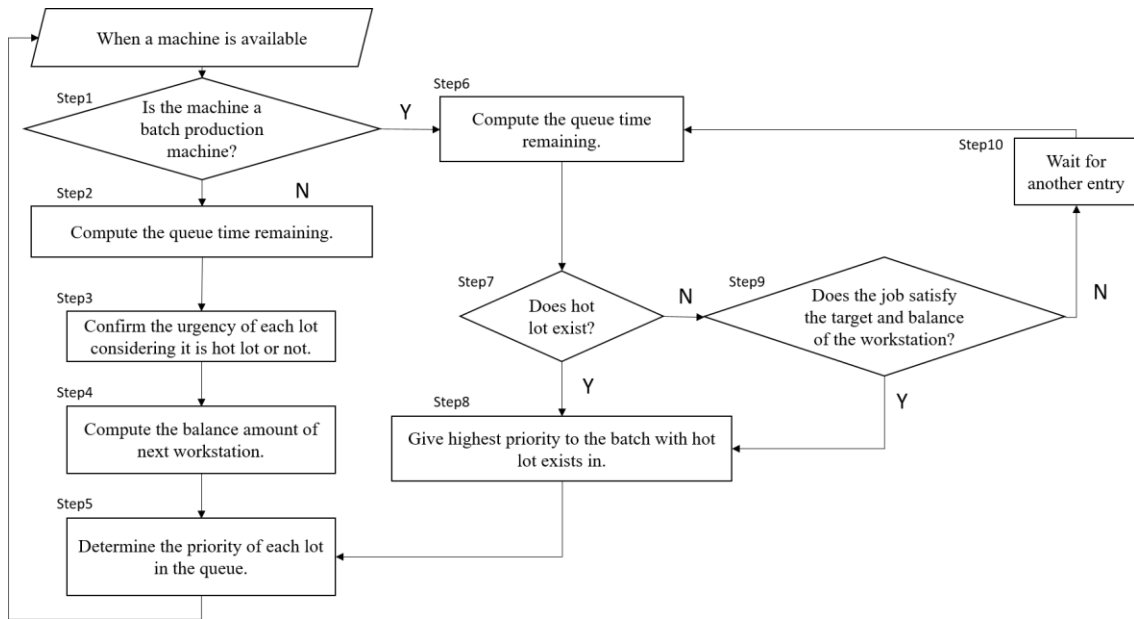 When a machine is available
Step1
Is the machine a
batch production
machine?
Y
N
Step2
Compute the queue time remaining.
Step3
Confirm the urgency of each lot
considering it is hot lot or not.
Step4
Compute the balance amount of
next workstation.
Step5
Determine the priority of each lot
in the queue.
Step6
Compute the queue time
remaining.
Step7
Does hot
lot exist?
N
Y
Step8
Give highest priority to the batch with hot
lot exists in.
Step9
Does the job satisfy
the target and balance
of the workstation?
N
Y
Step10
Wait for
another entry